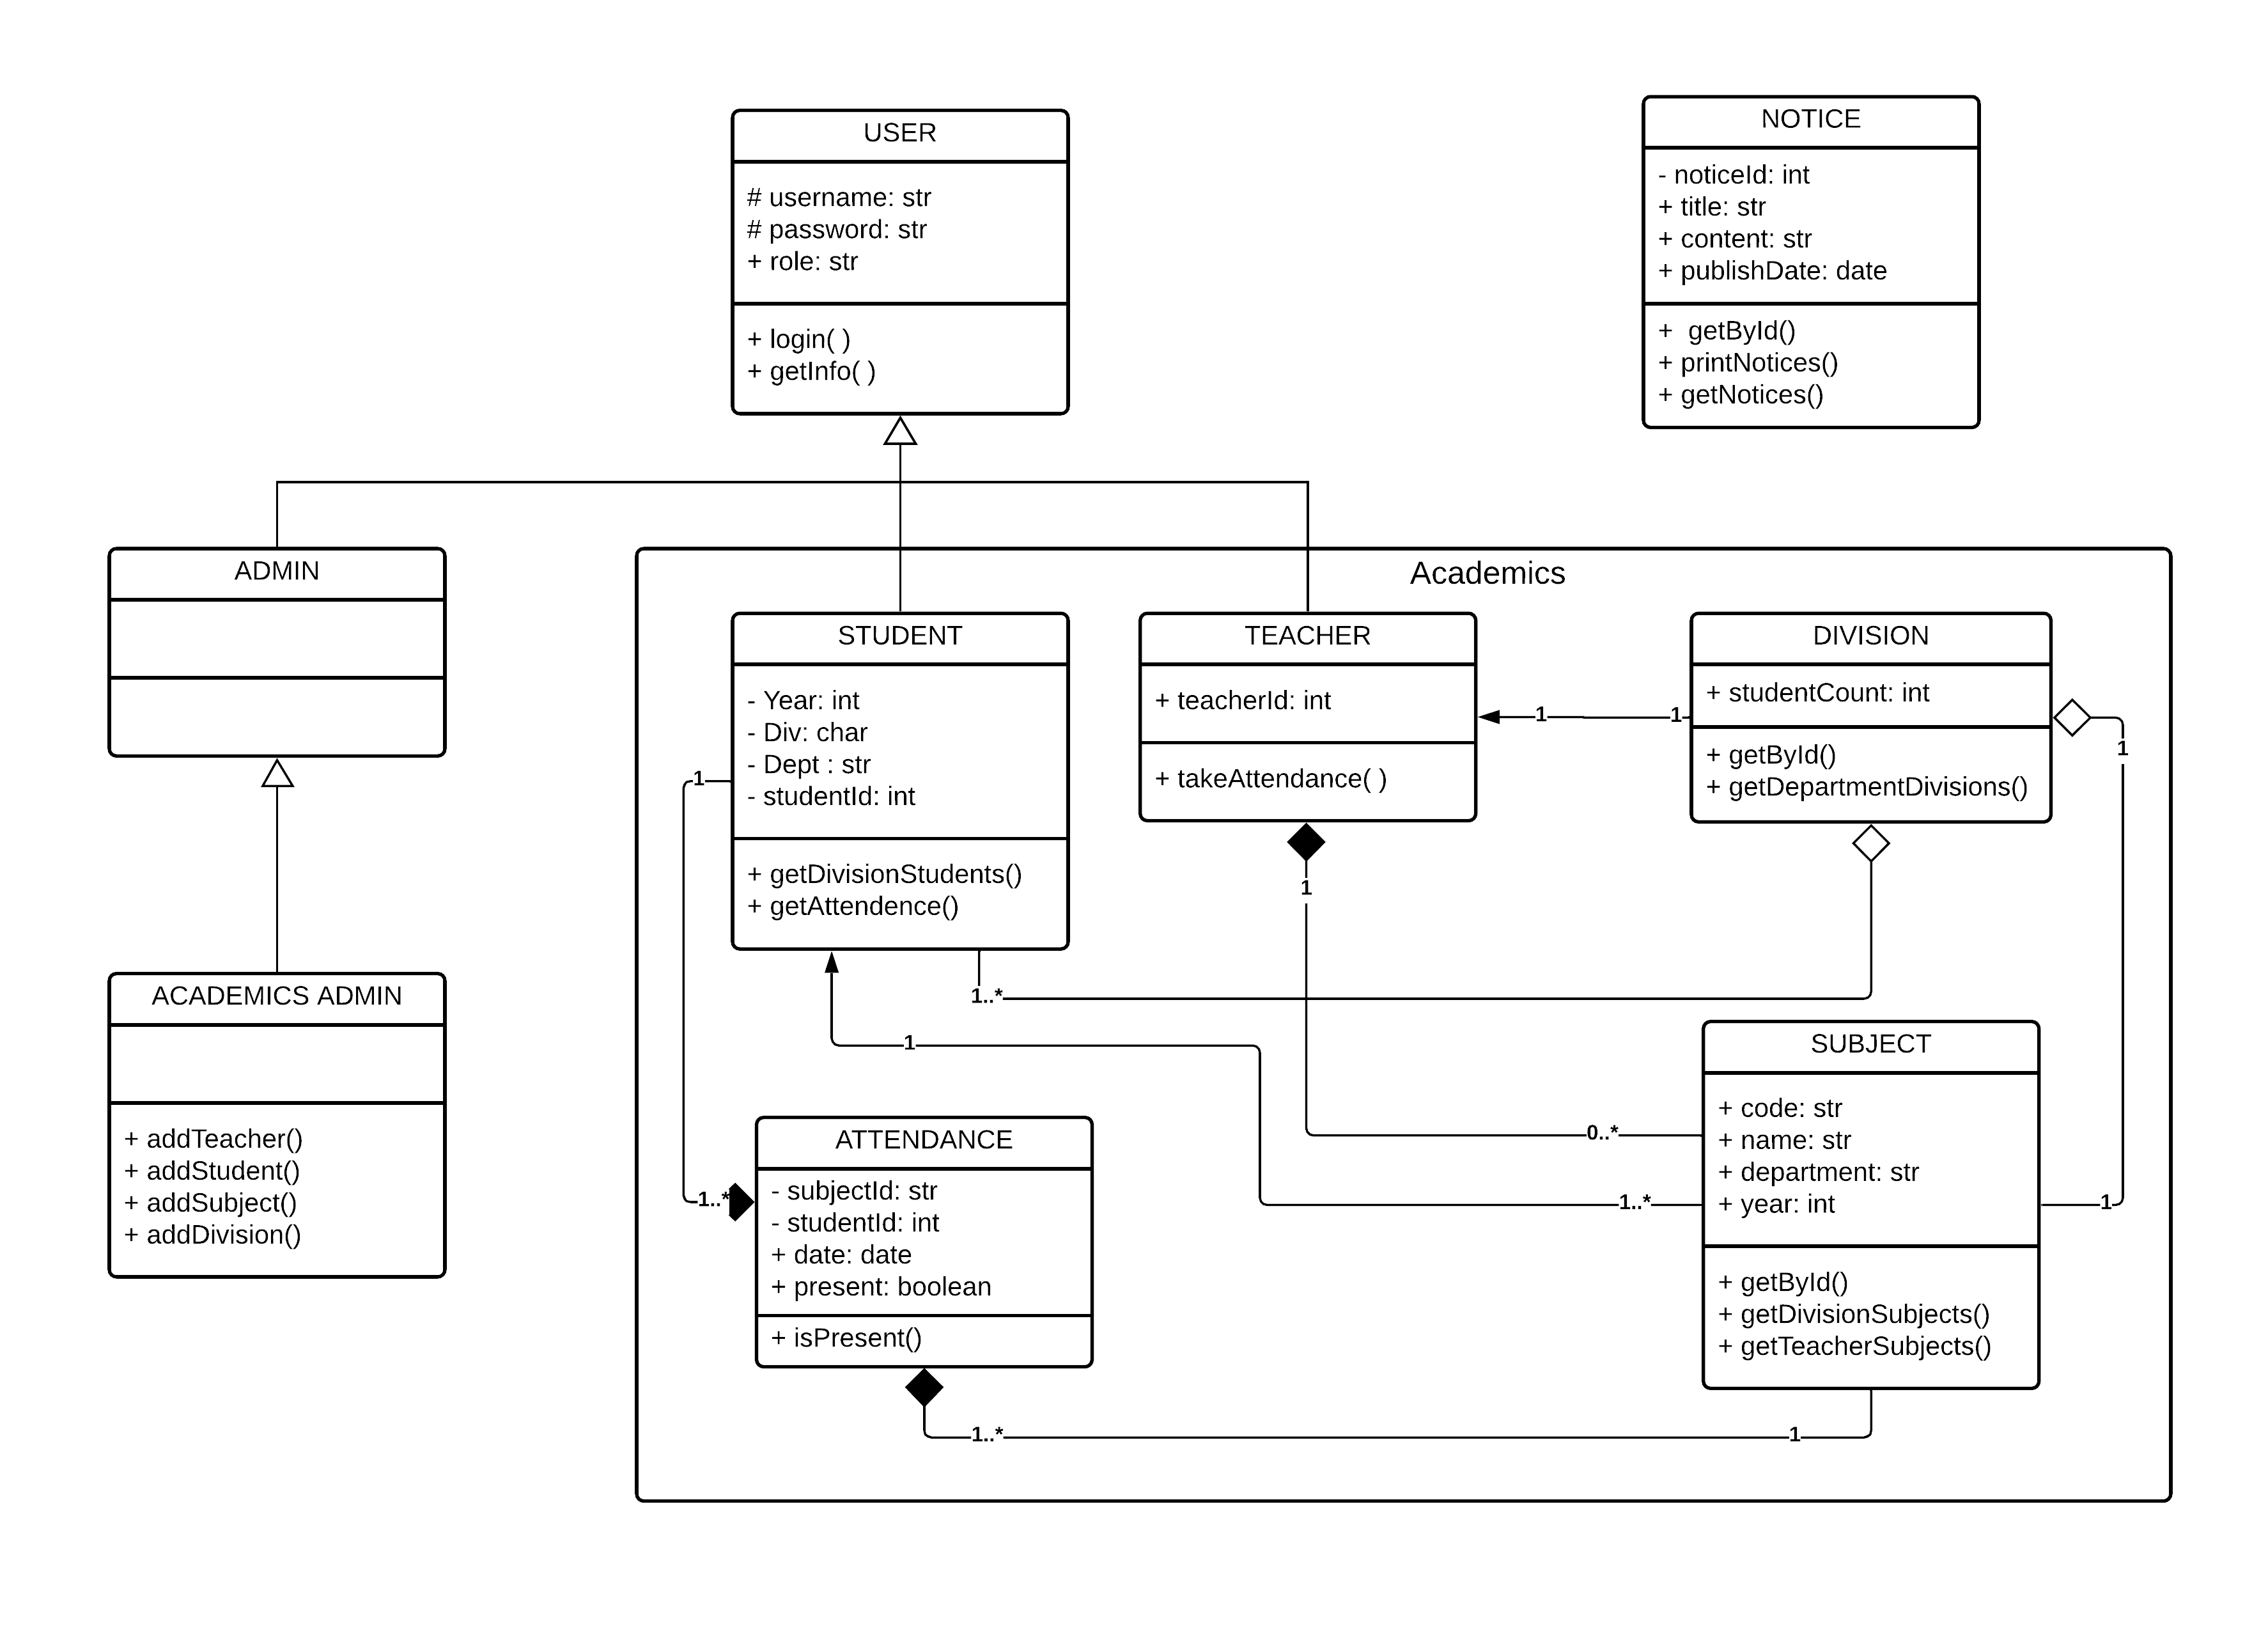 USER
# username: str
# password: str
+ role: str
+ login( )
+ getInfo( )
NOTICE
- noticeId: int
+ title: str
+ content: str
+ publishDate: date
+  getById()
+ printNotices()
+ getNotices()
ADMIN
Academics
STUDENT
- Year: int
- Div: char
- Dept : str
- studentId: int
+ getDivisionStudents()
+ getAttendence()
TEACHER
+ teacherId: int
+ takeAttendance( )
DIVISION
+ studentCount: int
+ getById()
+ getDepartmentDivisions()
1
1
1
1
1
1..*
1
ACADEMICS ADMIN
+ addTeacher()
+ addStudent()
+ addSubject()
+ addDivision()
ATTENDANCE
- subjectId: str
- studentId: int
+ date: date
+ present: boolean
+ isPresent()
SUBJECT
+ code: str
+ name: str
+ department: str
+ year: int
+ getById()
+ getDivisionSubjects()
+ getTeacherSubjects()
0..*
1..*
1..*
1
1..*
1